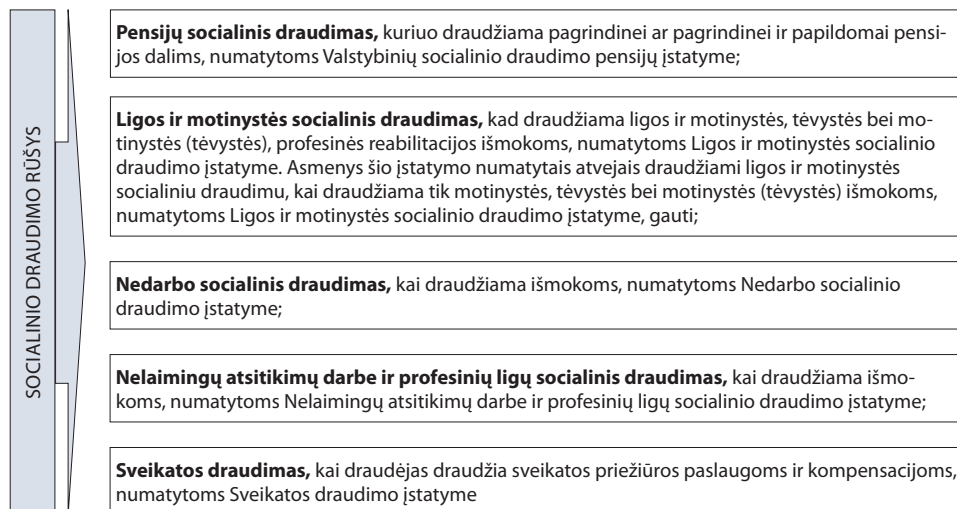 SOCIALINIO DRAUDIMO RŪŠYS
Pensijų socialinis draudimas, kuriuo draudžiama pagrindinei ar pagrindinei ir papildomai pensi-
jos dalims, numatytoms Valstybinių socialinio draudimo pensijų įstatyme;
Ligos ir motinystės socialinis draudimas, kad draudžiama ligos ir motinystės, tėvystės bei mo-
tinystės (tėvystės), profesinės reabilitacijos išmokoms, numatytoms Ligos ir motinystės socialinio
draudimo įstatyme. Asmenys šio įstatymo numatytais atvejais draudžiami ligos ir motinystės
socialiniu draudimu, kai draudžiama tik motinystės, tėvystės bei motinystės (tėvystės) išmokoms,
numatytoms Ligos ir motinystės socialinio draudimo įstatyme, gauti;
Nedarbo socialinis draudimas, kai draudžiama išmokoms, numatytoms Nedarbo socialinio
draudimo įstatyme;
Nelaimingų atsitikimų darbe ir profesinių ligų socialinis draudimas, kai draudžiama išmo-
koms, numatytoms Nelaimingų atsitikimų darbe ir profesinių ligų socialinio draudimo įstatyme;
Sveikatos draudimas, kai draudėjas draudžia sveikatos priežiūros paslaugoms ir kompensacijoms,
numatytoms Sveikatos draudimo įstatyme